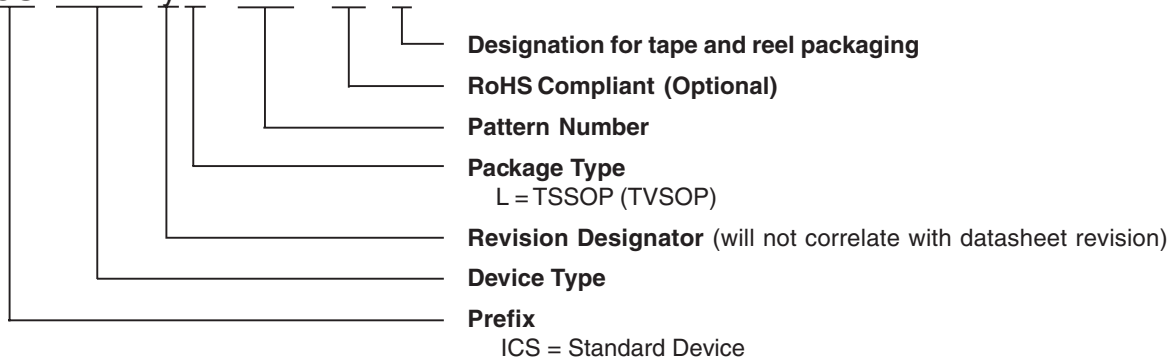 Designation for tape and reel packaging
RoHS Compliant (Optional)
Pattern Number
Package Type
L = TSSOP (TVSOP)
Revision Designator (will not correlate with datasheet revision)
Device Type
Prefix
ICS = Standard Device